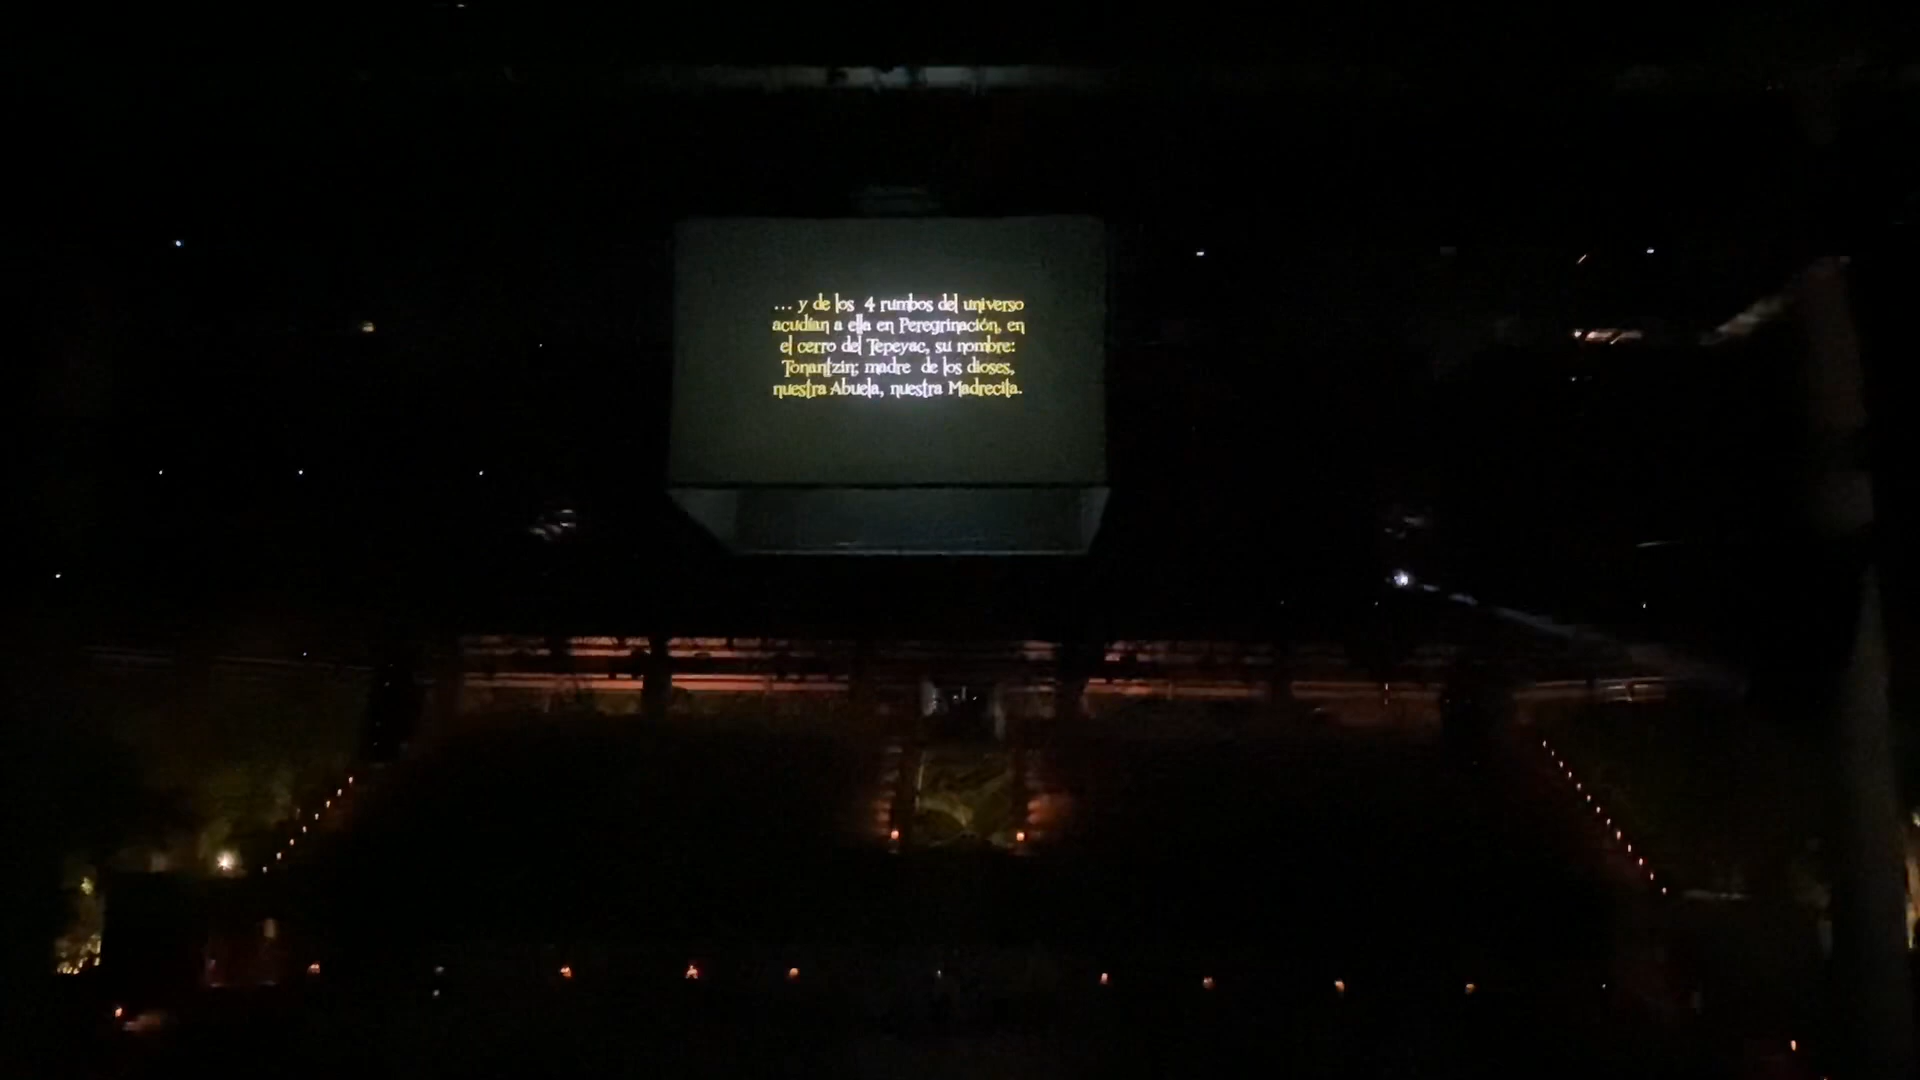 ... y de los 4 rumbos del universo
acudían a ella en Peregrinación, en
el cerro del Tepeyac, su nombre:
Tonantzin; madre de los dioses,
nuestra Abuela, nuestra Madrecita.